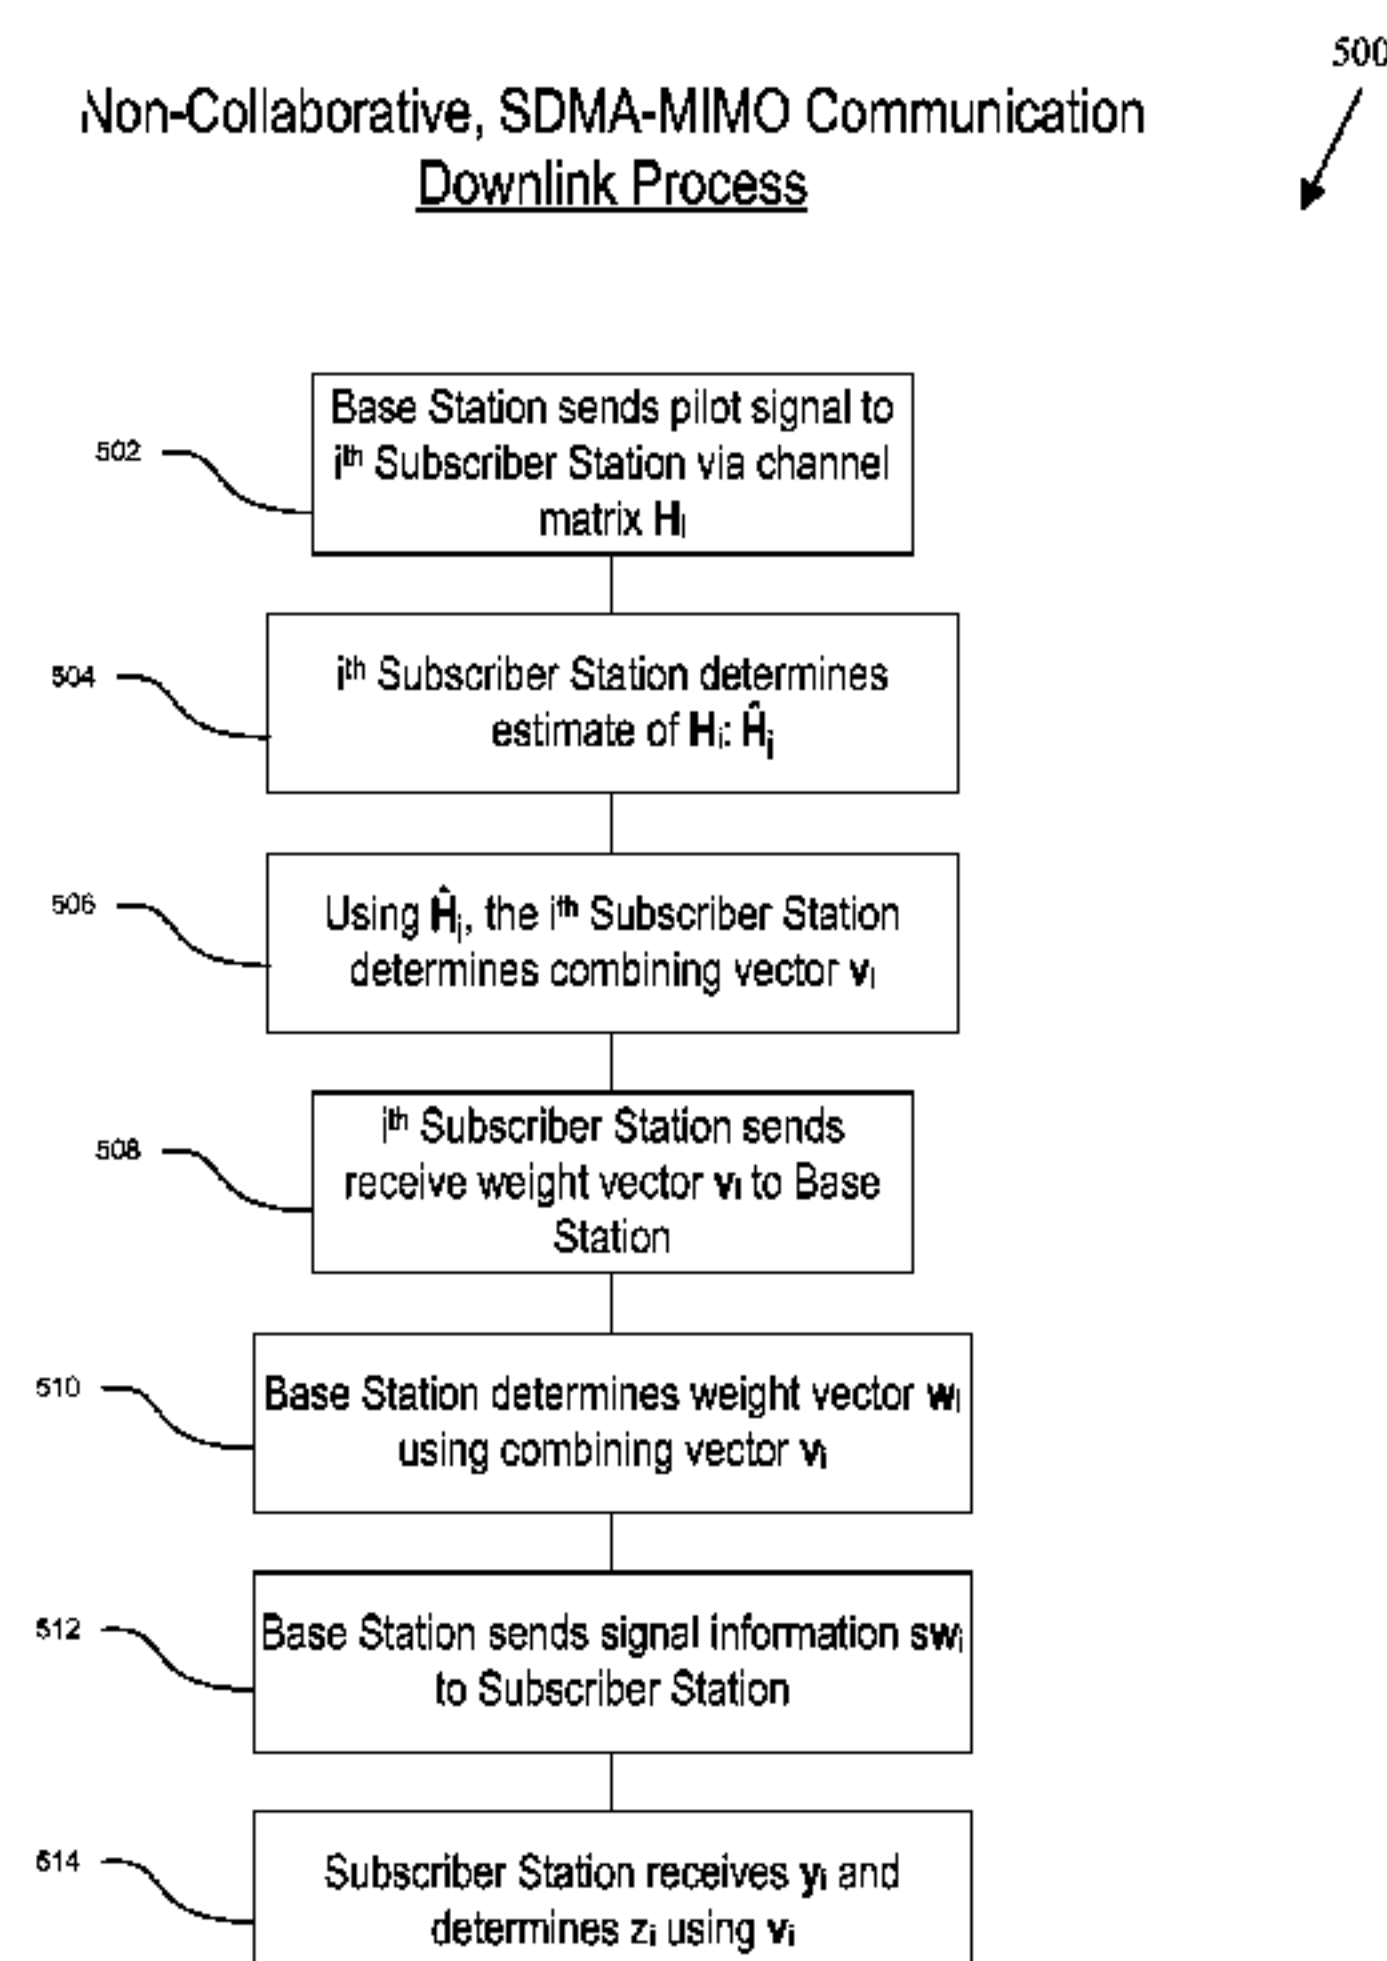 500
Non-Collaborative, SDMA-MIMO Communication
Downlink Process
502
Base Station sends pilot signal to
iᵗʰ Subscriber Station via channel
matrix Hᵢ
504
iᵗʰ Subscriber Station determines
estimate of Hᵢ: Ĥᵢ
506
Using Ĥᵢ, the iᵗʰ Subscriber Station
determines combining vector vᵢ
508
iᵗʰ Subscriber Station sends
receive weight vector vᵢ to Base
Station
510
Base Station determines weight vector wᵢ
using combining vector vᵢ
512
Base Station sends signal information swᵢ
to Subscriber Station
514
Subscriber Station receives yᵢ and
determines zᵢ using vᵢ